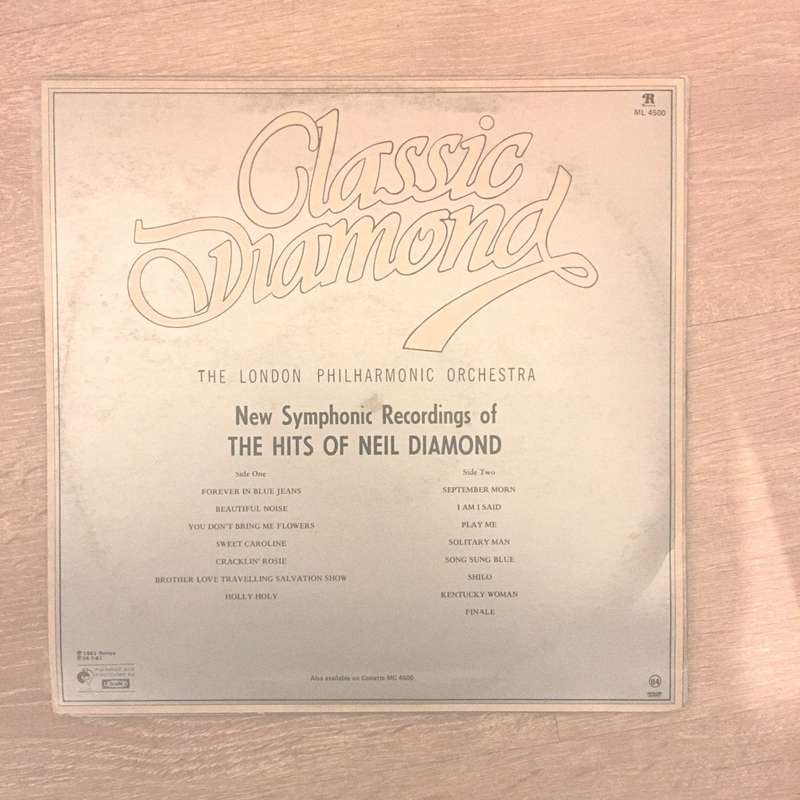 R
ML 4500
Classic
Diamond
THE LONDON PHILHARMONIC ORCHESTRA
New Symphonic Recordings of
THE HITS OF NEIL DIAMOND
Side One
FOREVER IN BLUE JEANS
BEAUTIFUL NOISE
YOU DON'T BRING ME FLOWERS
SWEET CAROLINE
CRACKLIN' ROSIE
BROTHER LOVE TRAVELLING SALVATION SHOW
HOLLY HOLY
Side Two
SEPTEMBER MORN
I AM I SAID
PLAY ME
SOLITARY MAN
SONG SUNG BLUE
SHILO
KENTUCKY WOMAN
FINALE
Also available on Cassette MC 4500